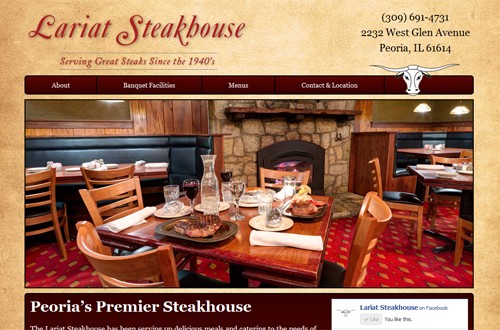 Lariat Steakhouse
Serving Great Steaks Since the 1940's
(309) 691-4731
2232 West Glen Avenue
Peoria, IL 61614
About
Banquet Facilities
Menus
Contact & Location
Peoria's Premier Steakhouse
The Lariat Steakhouse has been serving up delicious meals and catering to the needs of
Lariat Steakhouse on Facebook
Like
You like this.